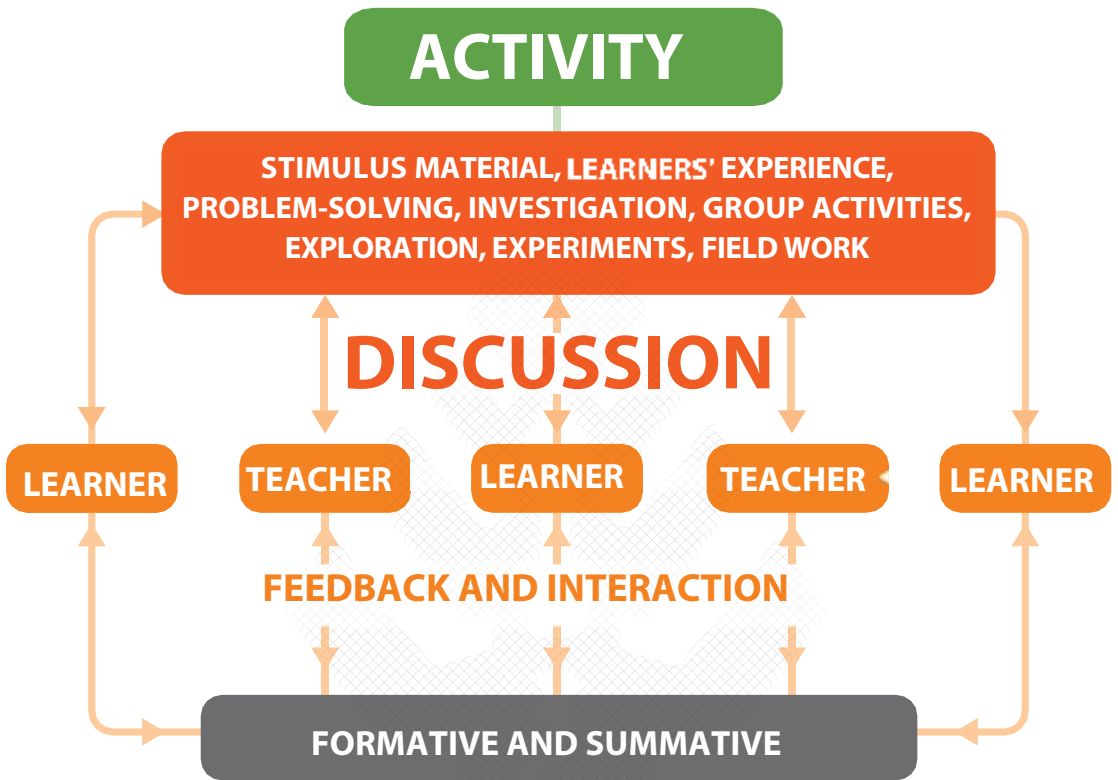 ACTIVITY
STIMULUS MATERIAL, LEARNERS' EXPERIENCE,
PROBLEM-SOLVING, INVESTIGATION, GROUP ACTIVITIES,
EXPLORATION, EXPERIMENTS, FIELD WORK
DISCUSSION
LEARNER
TEACHER
LEARNER
TEACHER
LEARNER
FEEDBACK AND INTERACTION
FORMATIVE AND SUMMATIVE